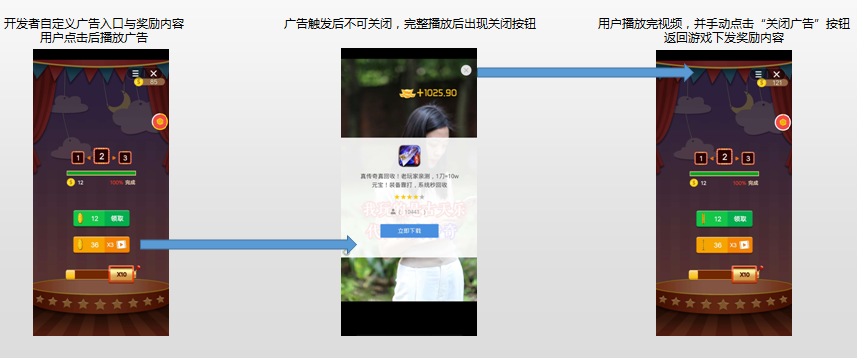 开发者自定义广告入口与奖励内容
用户点击后播放广告
广告触发后不可关闭，完整播放后出现关闭按钮
用户播放完视频，并手动点击“关闭广告”按钮
返回游戏下发奖励内容
85
1 2 3
12 100% 完成
12 领取
36 X3
X10
+1025.90
真传奇真回收！老玩家亲测，1刀=10w
元宝！装备靠打，系统秒回收
立即下载
121
1 2 3
12 100% 完成
12 领取
36 X3
X10